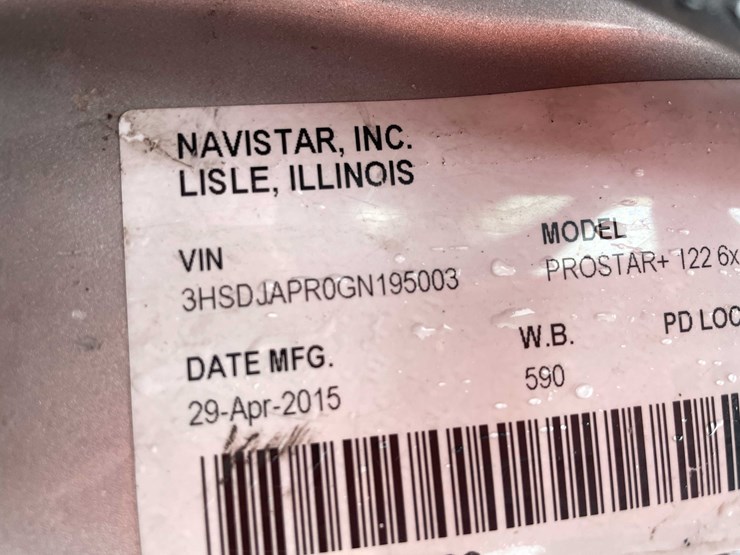 NAVISTAR, INC.
LISLE, ILLINOIS
VIN
MODEL
3HSDJAPR0GN195003
PROSTAR+ 122 6x
DATE MFG.
W.B.
PD LOC
29-Apr-2015
590